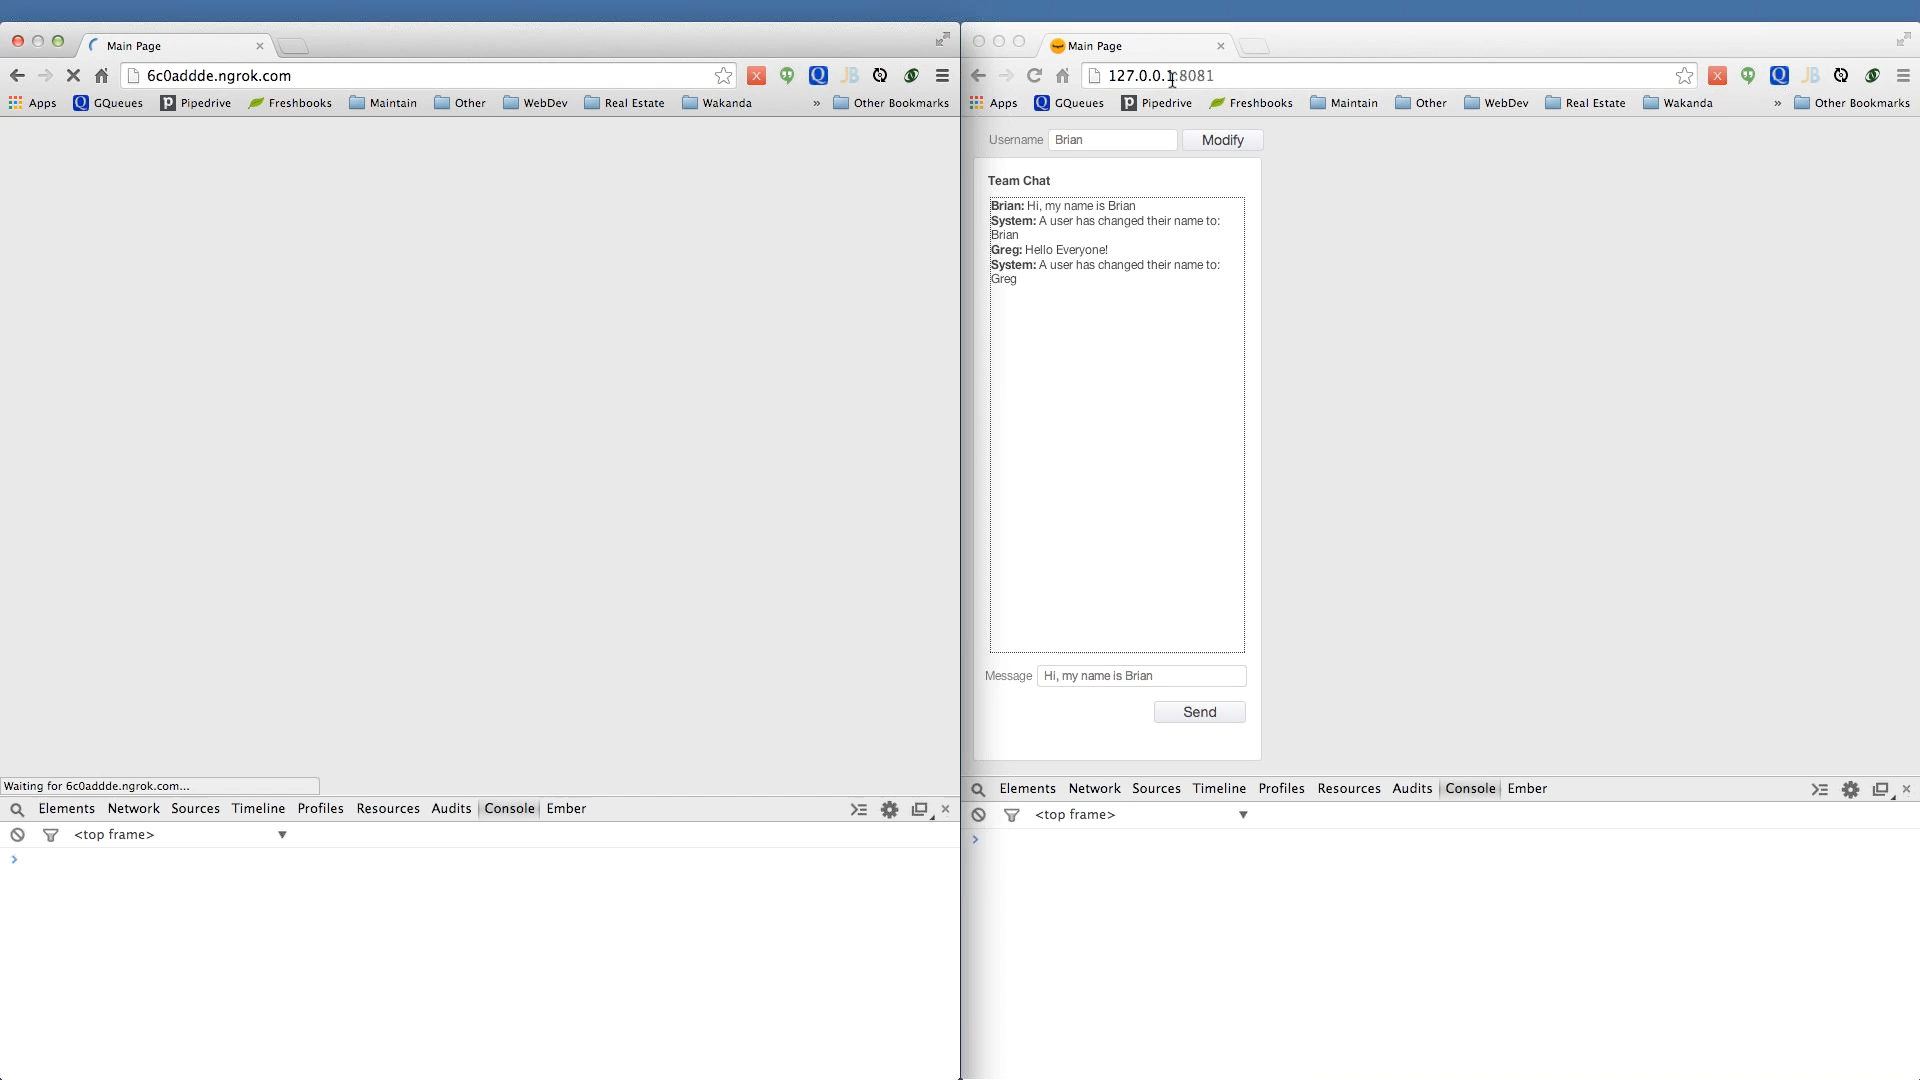 Main Page
6c0addde.ngrok.com
Apps GQueues Pipedrive Freshbooks Maintain Other WebDev Real Estate Wakanda » Other Bookmarks
Waiting for 6c0addde.ngrok.com...
Elements Network Sources Timeline Profiles Resources Audits Console Ember
<top frame>
Main Page
127.0.0.1:8081
Apps GQueues Pipedrive Freshbooks Maintain Other WebDev Real Estate Wakanda » Other Bookmarks
Username Brian Modify
Team Chat
Brian: Hi, my name is Brian
System: A user has changed their name to:
Brian
Greg: Hello Everyone!
System: A user has changed their name to:
Greg
Message Hi, my name is Brian
Send
Elements Network Sources Timeline Profiles Resources Audits Console Ember
<top frame>